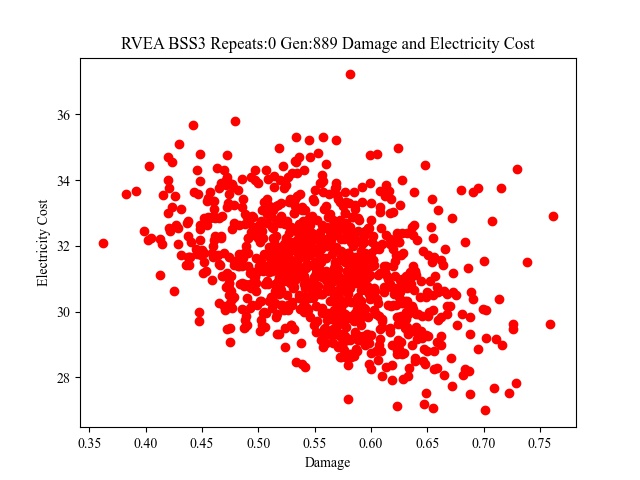 RVEA BSS3 Repeats:0 Gen:889 Damage and Electricity Cost
36
34
32
30
28
Electricity Cost
0.35 0.40 0.45 0.50 0.55 0.60 0.65 0.70 0.75
Damage